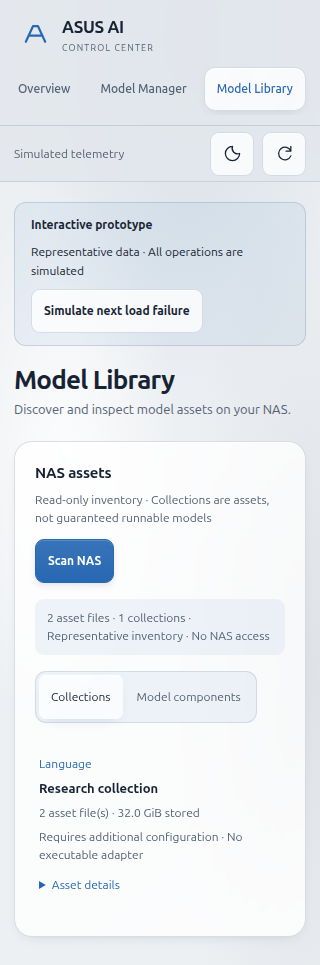 ASUS AI
CONTROL CENTER
Overview
Model Manager
Model Library
Simulated telemetry
Interactive prototype
Representative data · All operations are
simulated
Simulate next load failure
Model Library
Discover and inspect model assets on your NAS.
NAS assets
Read-only inventory · Collections are assets,
not guaranteed runnable models
Scan NAS
2 asset files · 1 collections ·
Representative inventory · No NAS access
Collections
Model components
Language
Research collection
2 asset file(s) · 32.0 GiB stored
Requires additional configuration · No
executable adapter
Asset details